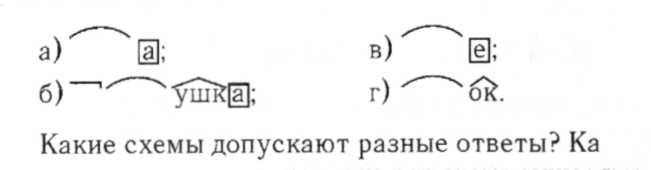 а) а; в) е;
б) ушка; г) ок.
Какие схемы допускают разные ответы? Ка